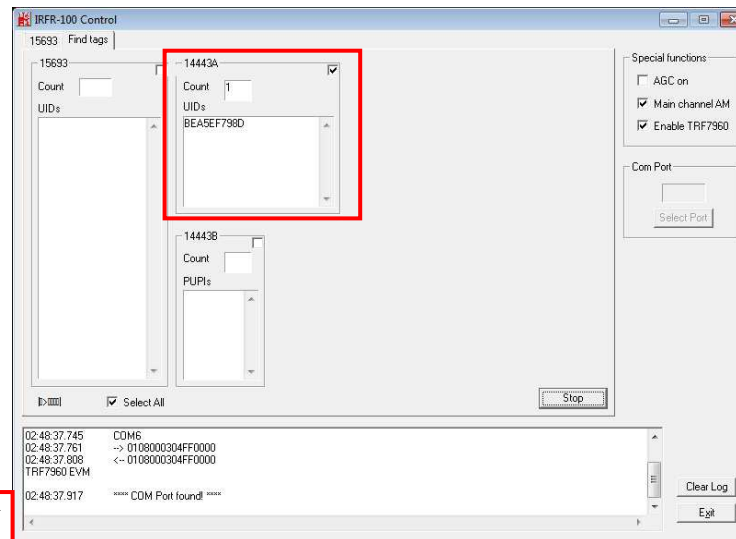 IRFR-100 Control
15693
Find tags
15693
Count
UIDs
14443A
Count 1
UIDs
BEA5EF798D
14443B
Count
PUPIs
Select All
Stop
Special functions
AGC on
Main channel AM
Enable TRF7960
Com Port
Select Port
02:48:37.745 COM6
02:48:37.761 --> 0108000304FF0000
02:48:37.808 <-- 0108000304FF0000
TRF7960 EVM
02:48:37.917 **** COM Port found! ****
Clear Log
Exit